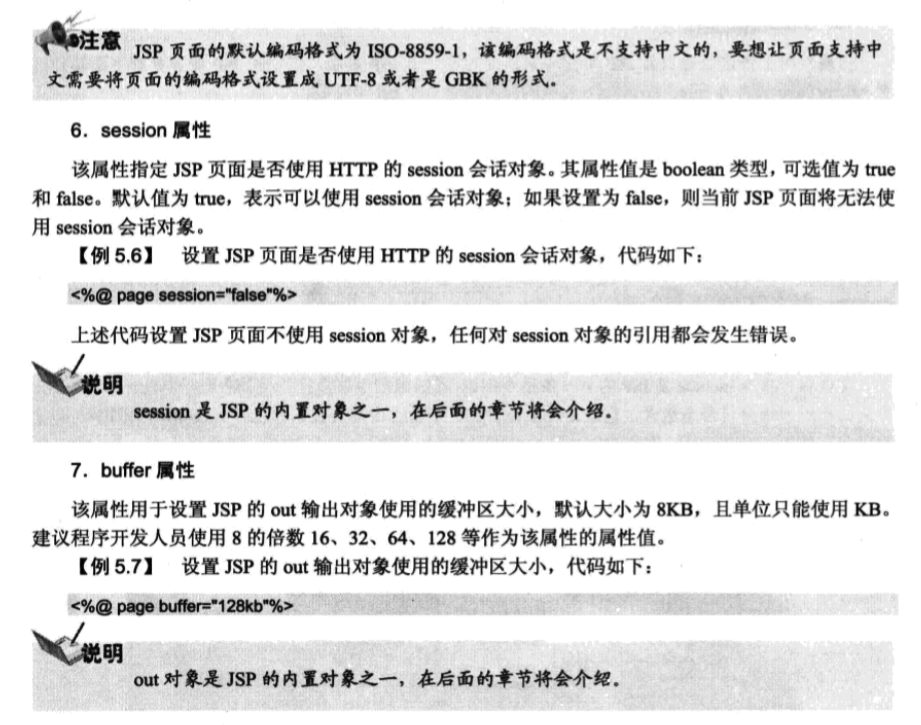 注意
JSP 页面的默认编码格式为 ISO-8859-1，该编码格式是不支持中文的，要想让页面支持中
文需要将页面的编码格式设置成 UTF-8 或者是 GBK 的形式。
6．session 属性
该属性指定 JSP 页面是否使用 HTTP 的 session 会话对象。其属性值是 boolean 类型，可选值为 true
和 false。默认值为 true，表示可以使用 session 会话对象；如果设置为 false，则当前 JSP 页面将无法使
用 session 会话对象。
【例 5.6】 设置 JSP 页面是否使用 HTTP 的 session 会话对象，代码如下：
<%@ page session="false"%>
上述代码设置 JSP 页面不使用 session 对象，任何对 session 对象的引用都会发生错误。
说明
session 是 JSP 的内置对象之一，在后面的章节将会介绍。
7．buffer 属性
该属性用于设置 JSP 的 out 输出对象使用的缓冲区大小，默认大小为 8KB，且单位只能使用 KB。
建议程序开发人员使用 8 的倍数 16、32、64、128 等作为该属性的属性值。
【例 5.7】 设置 JSP 的 out 输出对象使用的缓冲区大小，代码如下：
<%@ page buffer="128kb"%>
说明
out 对象是 JSP 的内置对象之一，在后面的章节将会介绍。